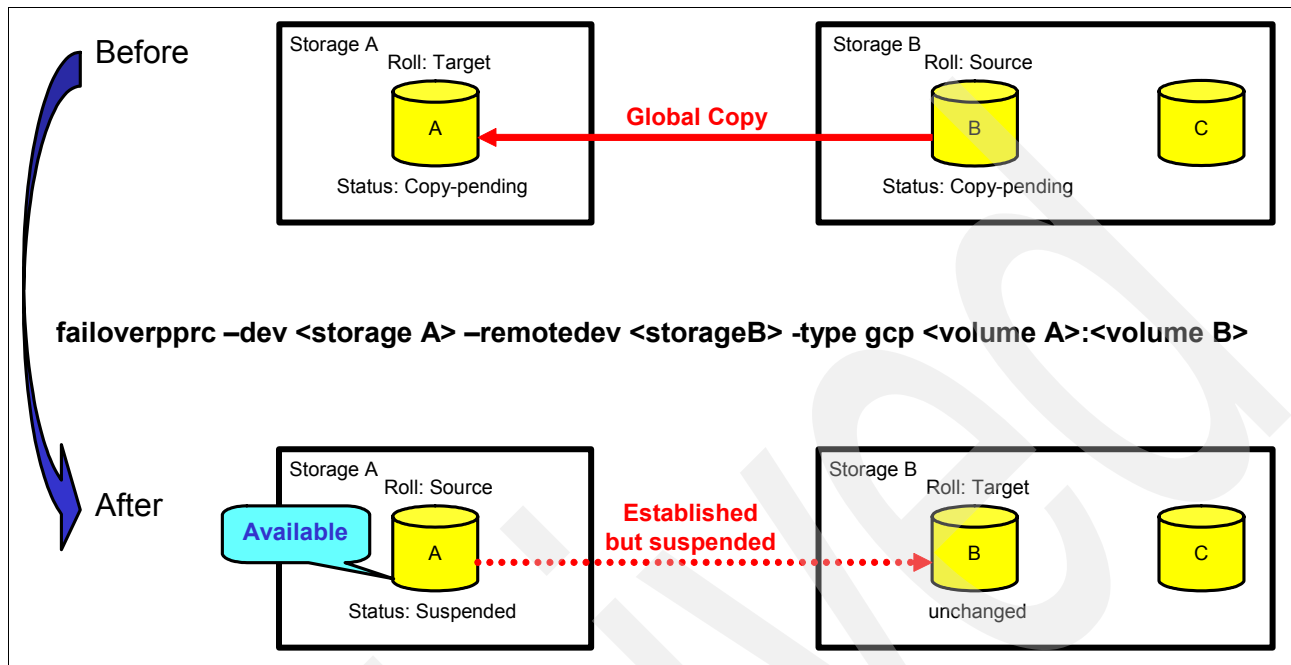 Before
Storage A
Roll: Target
A
Status: Copy-pending
Global Copy
Storage B
Roll: Source
B
C
Status: Copy-pending
failoverpprc –dev <storage A> –remotedev <storageB> -type gcp <volume A>:<volume B>
After
Storage A
Roll: Source
Available
A
Status: Suspended
Established
but suspended
Storage B
Roll: Target
B
C
unchanged